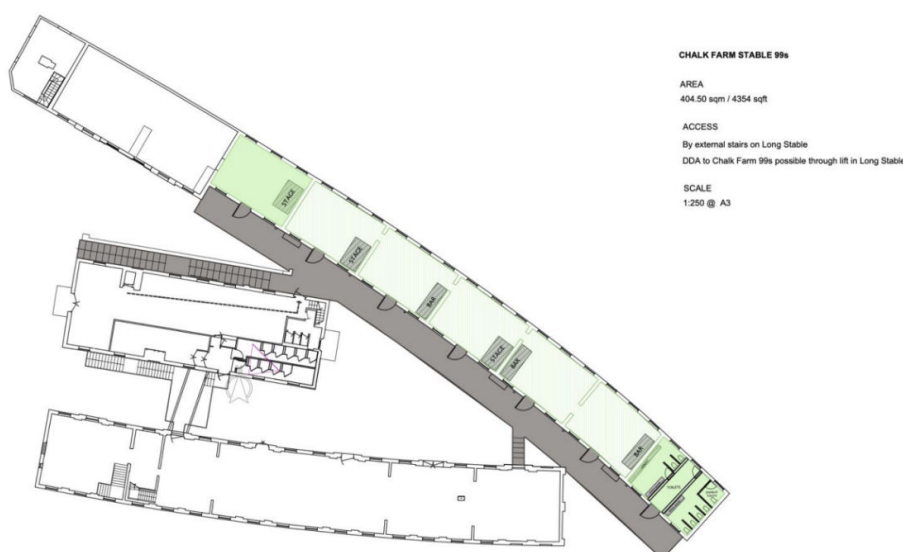 CHALK FARM STABLE 99s
AREA
404.50 sqm / 4354 sqft
ACCESS
By external stairs on Long Stable
DDA to Chalk Farm 99s possible through lift in Long Stable
SCALE
1:250 @ A3
STAGE
STAGE
BAR
STAGE
BAR
BAR
TOILETS